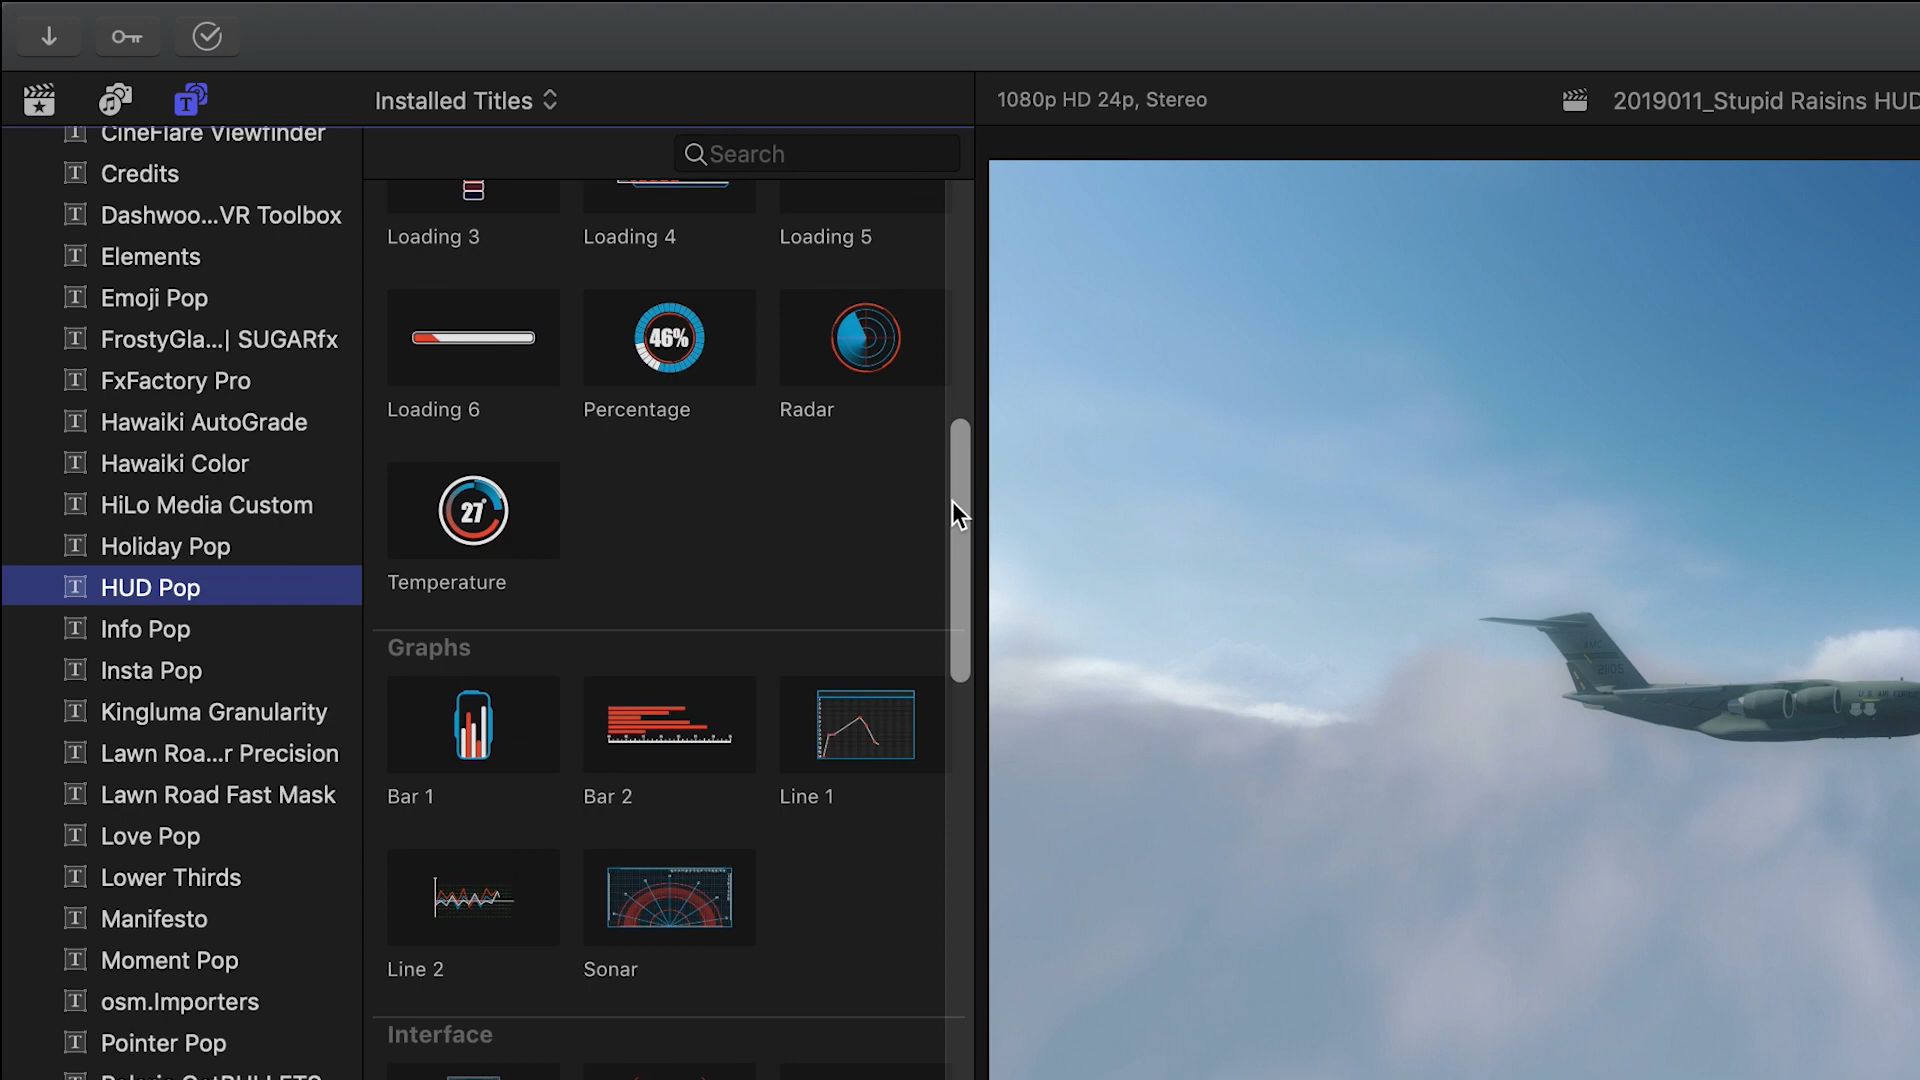 Installed Titles
1080p HD 24p, Stereo
2019011_Stupid Raisins HUD
Search
CineFlare Viewfinder
Credits
Dashwoo...VR Toolbox
Elements
Emoji Pop
FrostyGla...| SUGARfx
FxFactory Pro
Hawaiki AutoGrade
Hawaiki Color
HiLo Media Custom
Holiday Pop
HUD Pop
Info Pop
Insta Pop
Kingluma Granularity
Lawn Roa...r Precision
Lawn Road Fast Mask
Love Pop
Lower Thirds
Manifesto
Moment Pop
osm.Importers
Pointer Pop
Loading 3
Loading 4
Loading 5
46%
Loading 6
Percentage
Radar
27°
Temperature
Graphs
Bar 1
Bar 2
Line 1
Line 2
Sonar
Interface
AMC